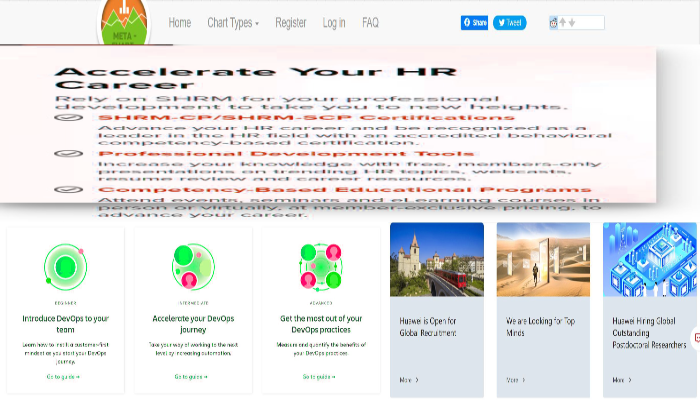 META -
Home Chart Types Register Log in FAQ
Share Tweet
Accelerate Your HR
Career
Rely on SHRM for your professional
development to take you to new heights.
SHRM-CP/SHRM-SCP Certifications
Advance your HR career and be recognized as a
leader in the HR field with an accredited behavioral
competency-based certification.
Professional Development Tools
Increase your knowledge with free, members-only
presentations on trending HR topics, webcasts,
resume review and career resources.
Competency-Based Educational Programs
Attend events, seminars and eLearning courses in
person or virtually, at member-exclusive pricing, to
advance your career.
BEGINNER
Introduce DevOps to your
team
Learn how to instill a customer-first
mindset as you start your DevOps
journey.
Go to guide →
INTERMEDIATE
Accelerate your DevOps
journey
Take your way of working to the next
level by increasing automation.
Go to guide →
ADVANCED
Get the most out of your
DevOps practices
Measure and quantify the benefits of
your DevOps practices.
Go to guide →
Huawei is Open for
Global Recruitment
More >
We are Looking for Top
Minds
More >
Huawei Hiring Global
Outstanding
Postdoctoral Researchers
More >